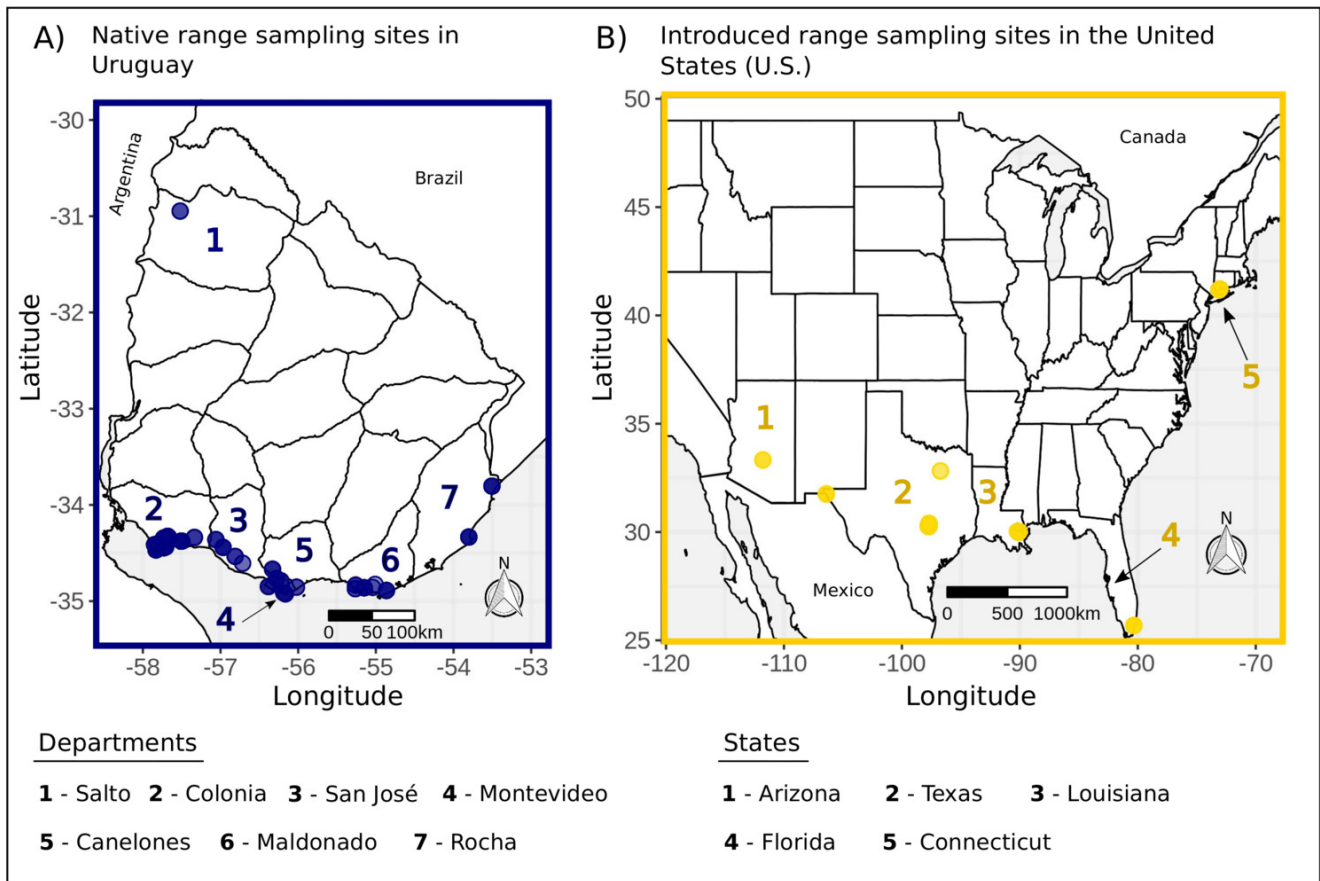 A) Native range sampling sites in
Uruguay
-30
-31
-32
-33
-34
-35
Latitude
Argentina
Brazil
1
2
3
4
5
6
7
N
0 50 100km
-58 -57 -56 -55 -54 -53
Longitude
B) Introduced range sampling sites in the United
States (U.S.)
50
45
40
35
30
25
Latitude
Canada
Mexico
1
2
3
4
5
N
0 500 1000km
-120 -110 -100 -90 -80 -70
Longitude
Departments
1 - Salto 2 - Colonia 3 - San José 4 - Montevideo
5 - Canelones 6 - Maldonado 7 - Rocha
States
1 - Arizona 2 - Texas 3 - Louisiana
4 - Florida 5 - Connecticut